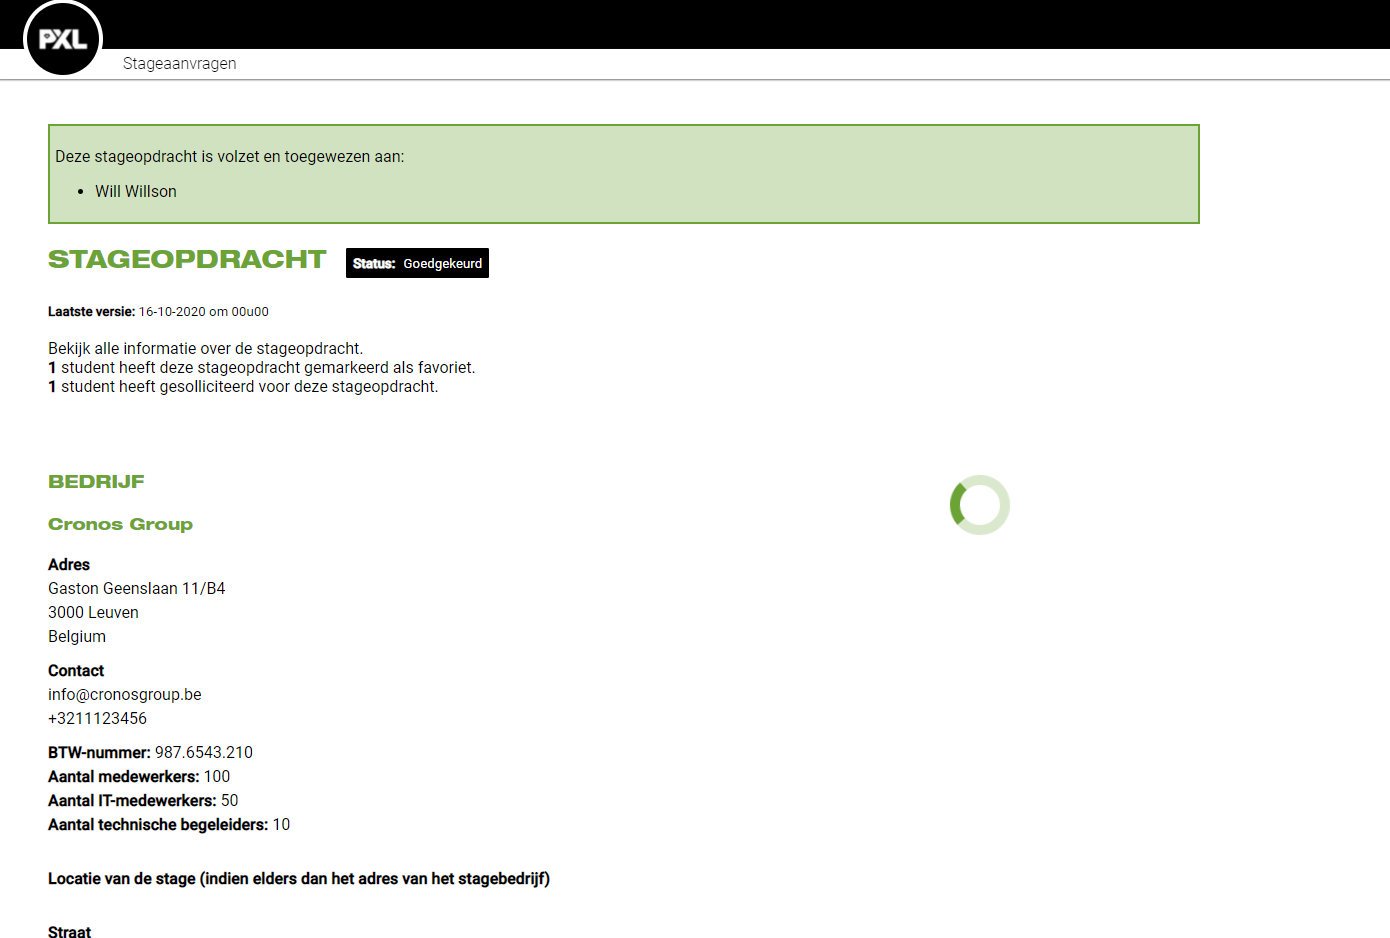 PXL
Stageaanvragen
Deze stageopdracht is volzet en toegewezen aan:
• Will Willson
STAGEOPDRACHT
Status: Goedgekeurd
Laatste versie: 16-10-2020 om 00u00
Bekijk alle informatie over de stageopdracht.
1 student heeft deze stageopdracht gemarkeerd als favoriet.
1 student heeft gesolliciteerd voor deze stageopdracht.
BEDRIJF
Cronos Group
Adres
Gaston Geenslaan 11/B4
3000 Leuven
Belgium
Contact
info@cronosgroup.be
+3211123456
BTW-nummer: 987.6543.210
Aantal medewerkers: 100
Aantal IT-medewerkers: 50
Aantal technische begeleiders: 10
Locatie van de stage (indien elders dan het adres van het stagebedrijf)
Straat